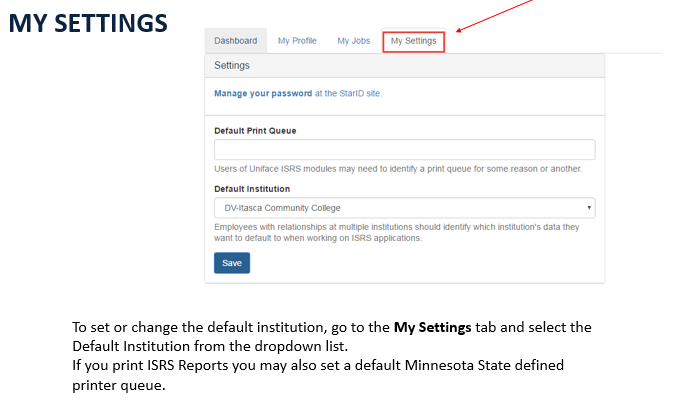 MY SETTINGS
Dashboard My Profile My Jobs My Settings
Settings
Manage your password at the StarID site.
Default Print Queue
Users of Uniface ISRS modules may need to identify a print queue for some reason or another.
Default Institution
DV-Itasca Community College
Employees with relationships at multiple institutions should identify which institution's data they
want to default to when working on ISRS applications.
Save
To set or change the default institution, go to the My Settings tab and select the
Default Institution from the dropdown list.
If you print ISRS Reports you may also set a default Minnesota State defined
printer queue.